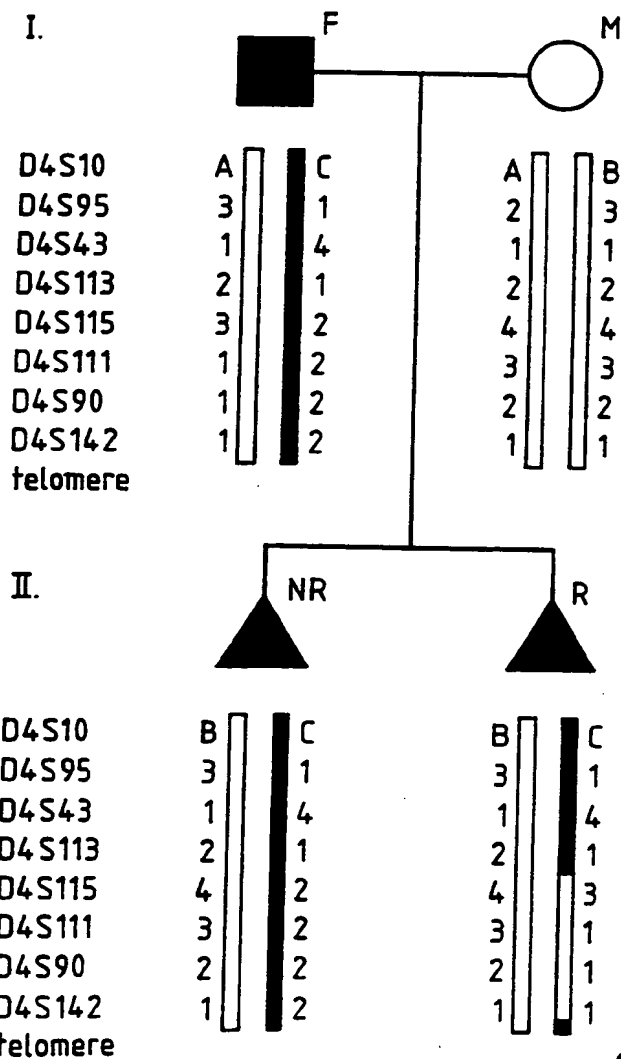 I. F M
D4S10 A C A B
D4S95 3 1 2 3
D4S43 1 4 1 1
D4S113 2 1 2 2
D4S115 3 2 4 4
D4S111 1 2 3 3
D4S90 1 2 2 2
D4S142 1 2 1 1
telomere
II. NR R
D4S10 B C B C
D4S95 3 1 3 1
D4S43 1 4 1 4
D4S113 2 1 2 1
D4S115 4 2 4 3
D4S111 3 2 3 1
D4S90 2 2 2 1
D4S142 1 2 1 1
telomere